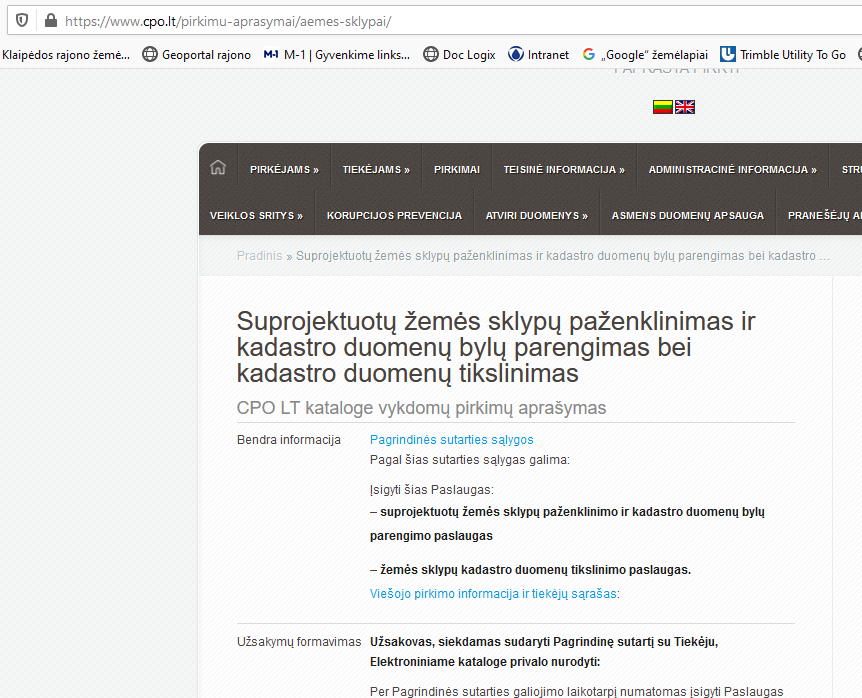 https://www.cpo.lt/pirkimu-aprasymai/aemes-sklypai/
Klaipėdos rajono žemė... Geoportal rajono M-1 M-1 | Gyvenkime links... Doc Logix Intranet „Google“ žemėlapiai Trimble Utility To Go
PAPRASTA PIRKTI
PIRKĖJAMS » TIEKĖJAMS » PIRKIMAI TEISINĖ INFORMACIJA » ADMINISTRACINĖ INFORMACIJA » STRU
VEIKLOS SRITYS » KORUPCIJOS PREVENCIJA ATVIRI DUOMENYS » ASMENS DUOMENŲ APSAUGA PRANEŠĖJŲ A
Pradinis » Suprojektuotų žemės sklypų paženklinimas ir kadastro duomenų bylų parengimas bei kadastro ...
Suprojektuotų žemės sklypų paženklinimas ir
kadastro duomenų bylų parengimas bei
kadastro duomenų tikslinimas
CPO LT kataloge vykdomų pirkimų aprašymas
Bendra informacija Pagrindinės sutarties sąlygos
Pagal šias sutarties sąlygas galima:
Įsigyti šias Paslaugas:
– suprojektuotų žemės sklypų paženklinimo ir kadastro duomenų bylų
parengimo paslaugas
– žemės sklypų kadastro duomenų tikslinimo paslaugas.
Viešojo pirkimo informacija ir tiekėjų sąrašas:
Užsakymų formavimas Užsakovas, siekdamas sudaryti Pagrindinę sutartį su Tiekėju,
Elektroniniame kataloge privalo nurodyti:
Per Pagrindinės sutarties galiojimo laikotarpį numatomas įsigyti Paslaugas